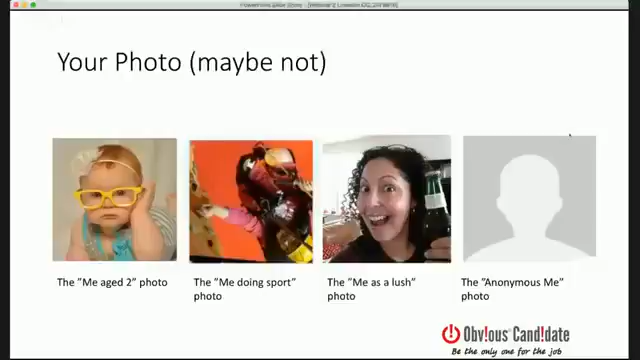 Your Photo (maybe not)
The "Me aged 2" photo
The "Me doing sport"
photo
The "Me as a lush"
photo
The "Anonymous Me"
photo
Obv!ous Cand!date
Be the only one for the job